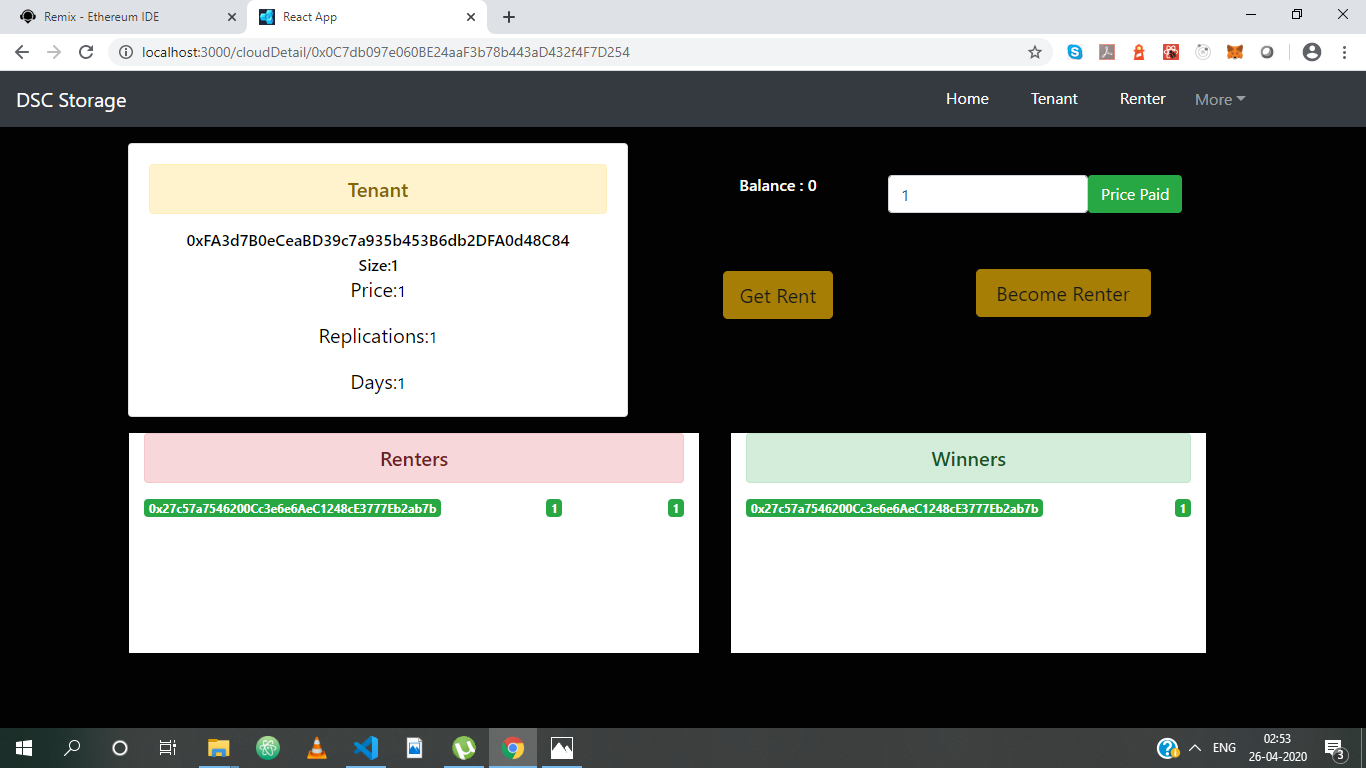 Remix - Ethereum IDE
React App
localhost:3000/cloudDetail/0x0C7db097e060BE24aaF3b78b443aD432f4F7D254
DSC Storage
Home
Tenant
Renter
More
Tenant
0xFA3d7B0eCeaBD39c7a935b453B6db2DFA0d48C84
Size:1
Price:1
Replications:1
Days:1
Balance : 0
1
Price Paid
Get Rent
Become Renter
Renters
0x27c57a7546200Cc3e6e6AeC1248cE3777Eb2ab7b 1 1
Winners
0x27c57a7546200Cc3e6e6AeC1248cE3777Eb2ab7b 1
ENG
02:53
26-04-2020
3